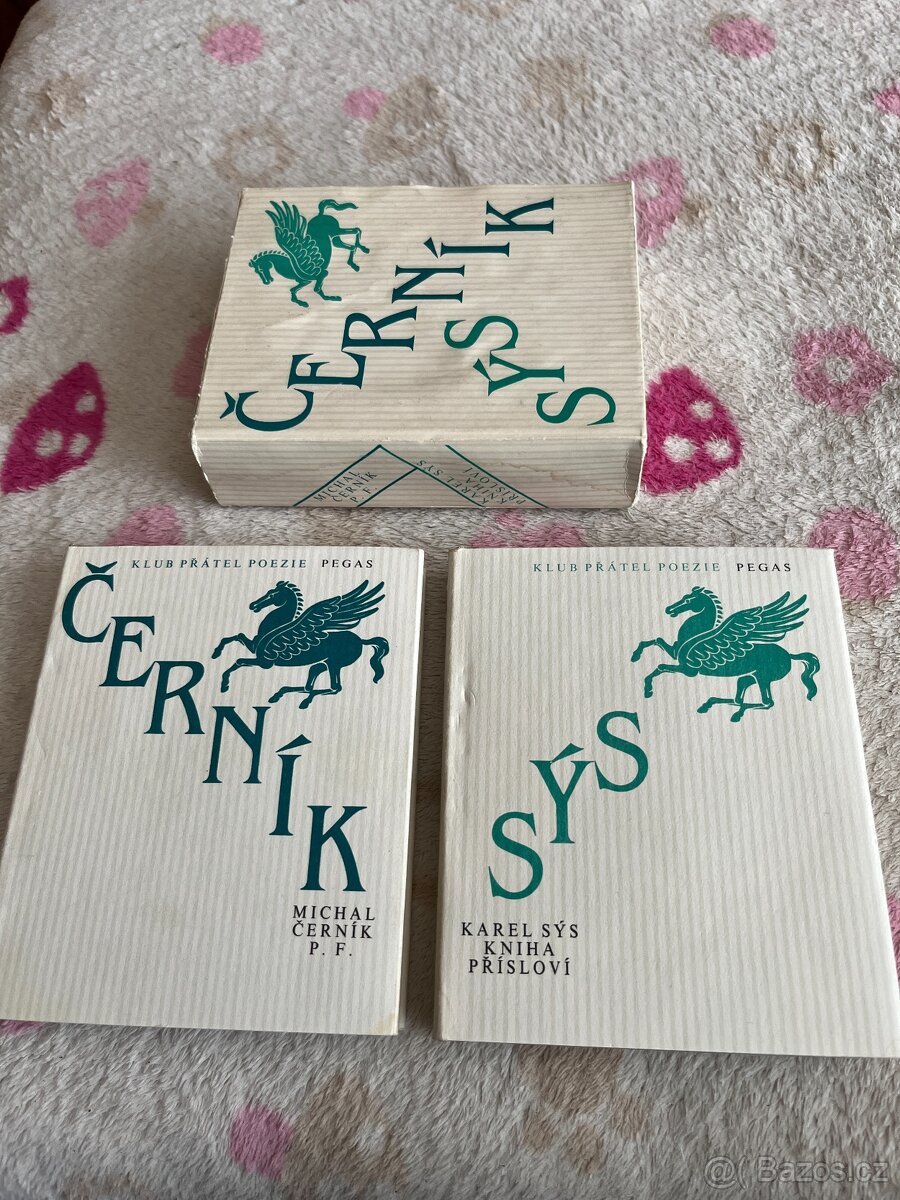 ČERNÍK
SÝS
MICHAL
ČERNÍK
P. F.
KAREL SÝS
KNIHA
PŘÍSLOVÍ
KLUB PŘÁTEL POEZIE PEGAS
ČERNÍK
MICHAL
ČERNÍK
P. F.
KLUB PŘÁTEL POEZIE PEGAS
SÝS
KAREL SÝS
KNIHA
PŘÍSLOVÍ
@ Bazos.cz